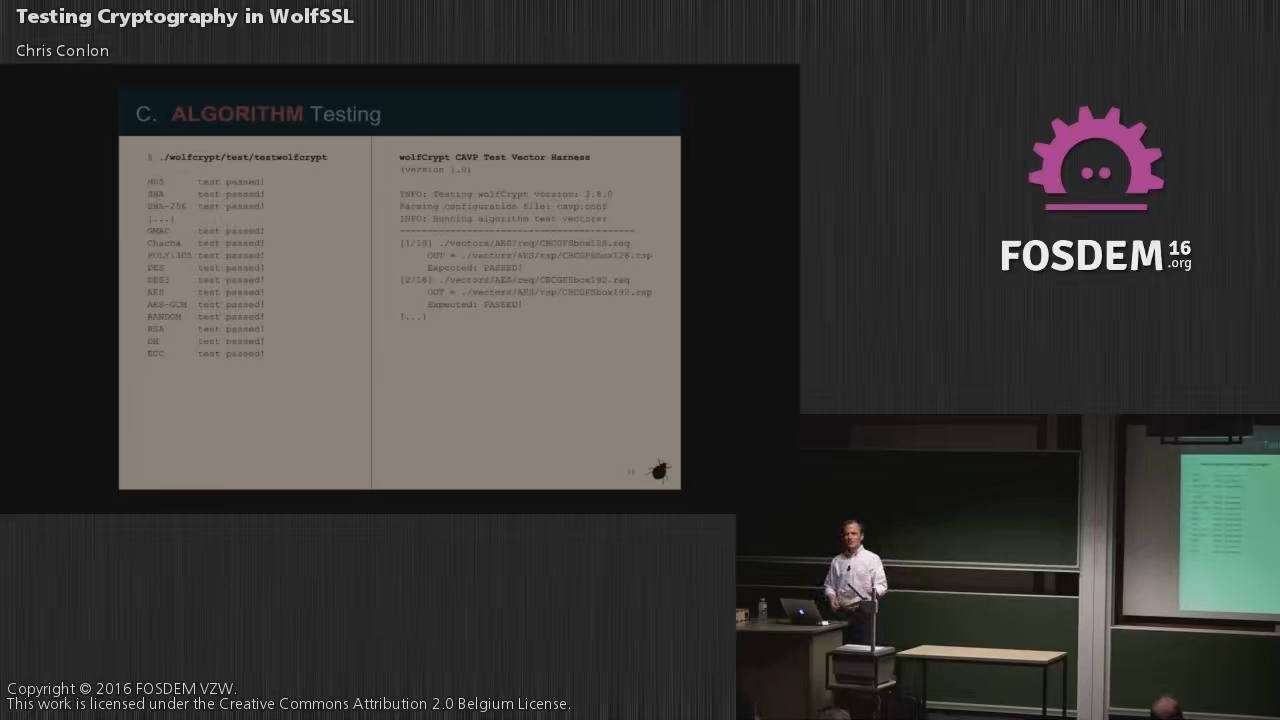 Testing Cryptography in WolfSSL
Chris Conlon
C. ALGORITHM Testing
$ ./wolfcrypt/test/testwolfcrypt
MD5 test passed!
SHA test passed!
SHA-256 test passed!
[...]
GMAC test passed!
Chacha test passed!
POLY1305 test passed!
DES test passed!
DES3 test passed!
AES test passed!
AES-GCM test passed!
RANDOM test passed!
RSA test passed!
DH test passed!
ECC test passed!
wolfCrypt CAVP Test Vector Harness
(version 1.0)
INFO: Testing wolfCrypt version: 3.8.0
Parsing configuration file: cavp.conf
INFO: Running algorithm test vectors:
----------------------------------------
[1/18] ./vectors/AES/req/CBCGFSbox128.req
OUT = ./vectors/AES/rsp/CBCGFSbox128.rsp
Expected: PASSED!
[2/18] ./vectors/AES/req/CBCGFSbox192.req
OUT = ./vectors/AES/rsp/CBCGFSbox192.rsp
Expected: PASSED!
[...]
FOSDEM 16
.org
Copyright © 2016 FOSDEM VZW.
This work is licensed under the Creative Commons Attribution 2.0 Belgium License.